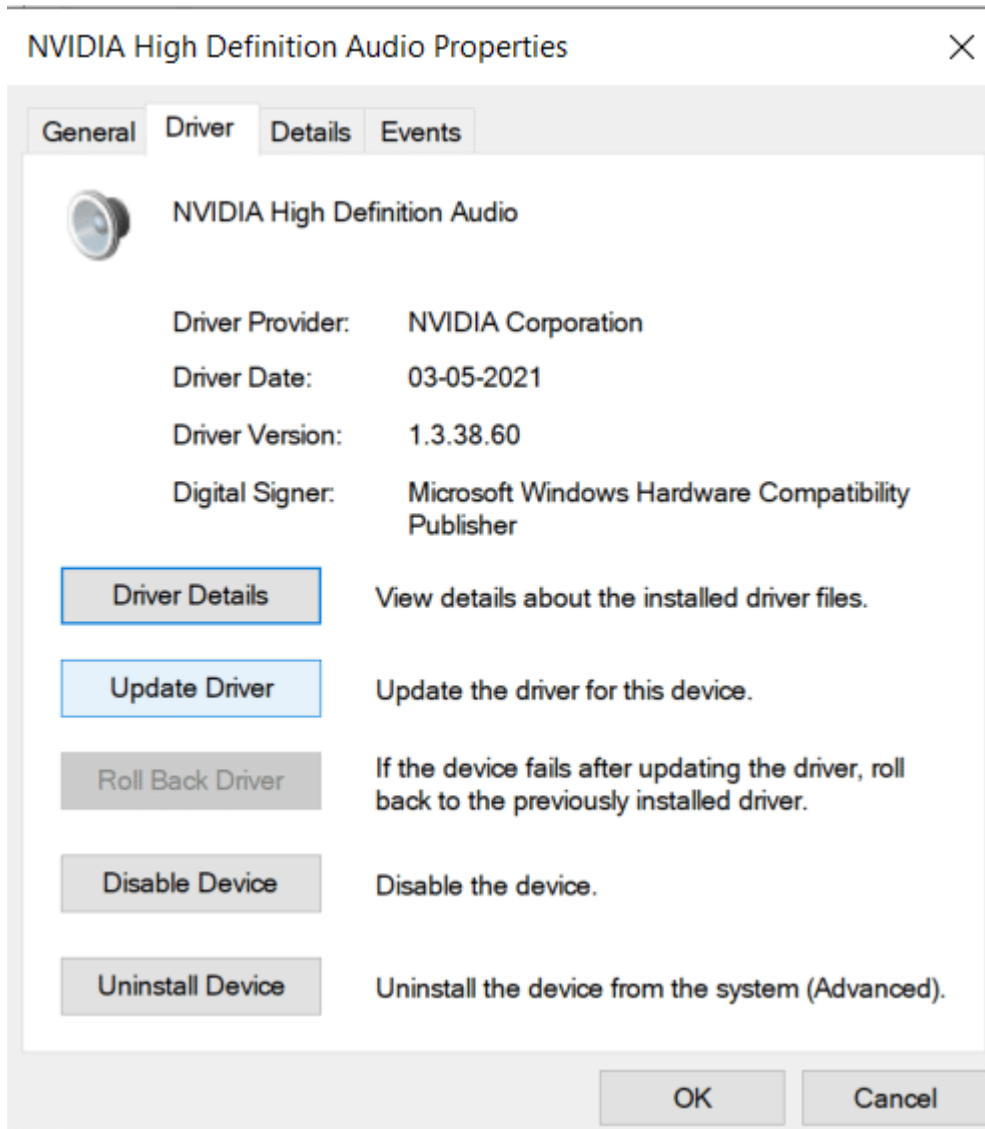 NVIDIA High Definition Audio Properties
General Driver Details Events
NVIDIA High Definition Audio
Driver Provider: NVIDIA Corporation
Driver Date: 03-05-2021
Driver Version: 1.3.38.60
Digital Signer: Microsoft Windows Hardware Compatibility
Publisher
Driver Details View details about the installed driver files.
Update Driver Update the driver for this device.
Roll Back Driver If the device fails after updating the driver, roll
back to the previously installed driver.
Disable Device Disable the device.
Uninstall Device Uninstall the device from the system (Advanced).
OK Cancel